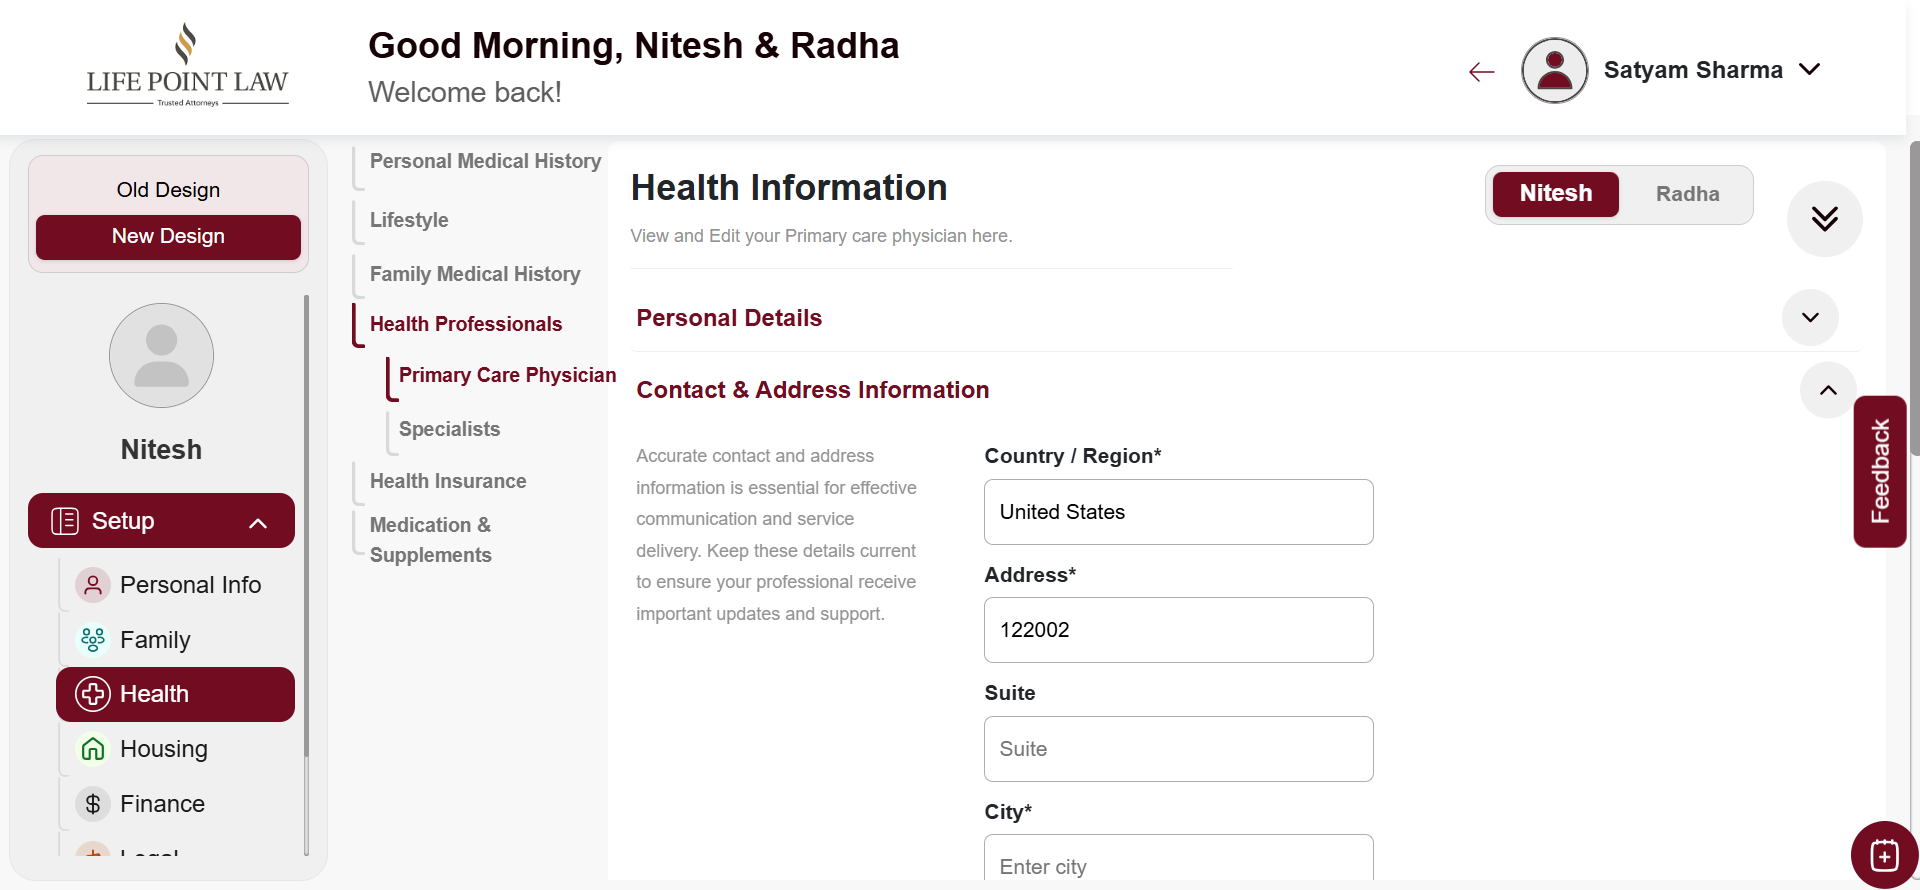 LIFE POINT LAW
Trusted Attorneys
Good Morning, Nitesh & Radha
Welcome back!
Satyam Sharma
Old Design
New Design
Nitesh
Setup
Personal Info
Family
Health
Housing
Finance
Legal
Personal Medical History
Lifestyle
Family Medical History
Health Professionals
Primary Care Physician
Specialists
Health Insurance
Medication &
Supplements
Health Information
View and Edit your Primary care physician here.
Nitesh
Radha
Personal Details
Contact & Address Information
Accurate contact and address
information is essential for effective
communication and service
delivery. Keep these details current
to ensure your professional receive
important updates and support.
Country / Region*
United States
Address*
122002
Suite
Suite
City*
Enter city
Feedback